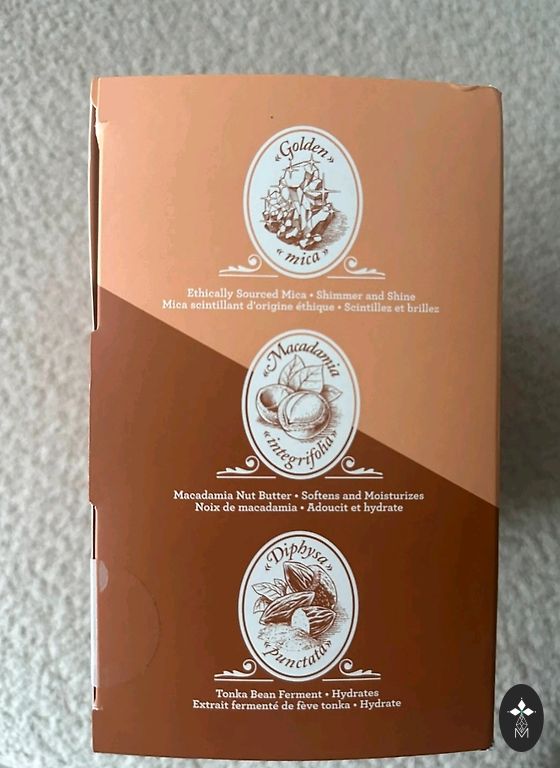 «Golden»
«mica»
Ethically Sourced Mica • Shimmer and Shine
Mica scintillant d'origine éthique • Scintillez et brillez
«Macadamia
«integrifolia»
Macadamia Nut Butter • Softens and Moisturizes
Noix de macadamia • Adoucit et hydrate
«Diphysa»
«punctata»
Tonka Bean Ferment • Hydrates
Extrait fermenté de fève tonka • Hydrate
M